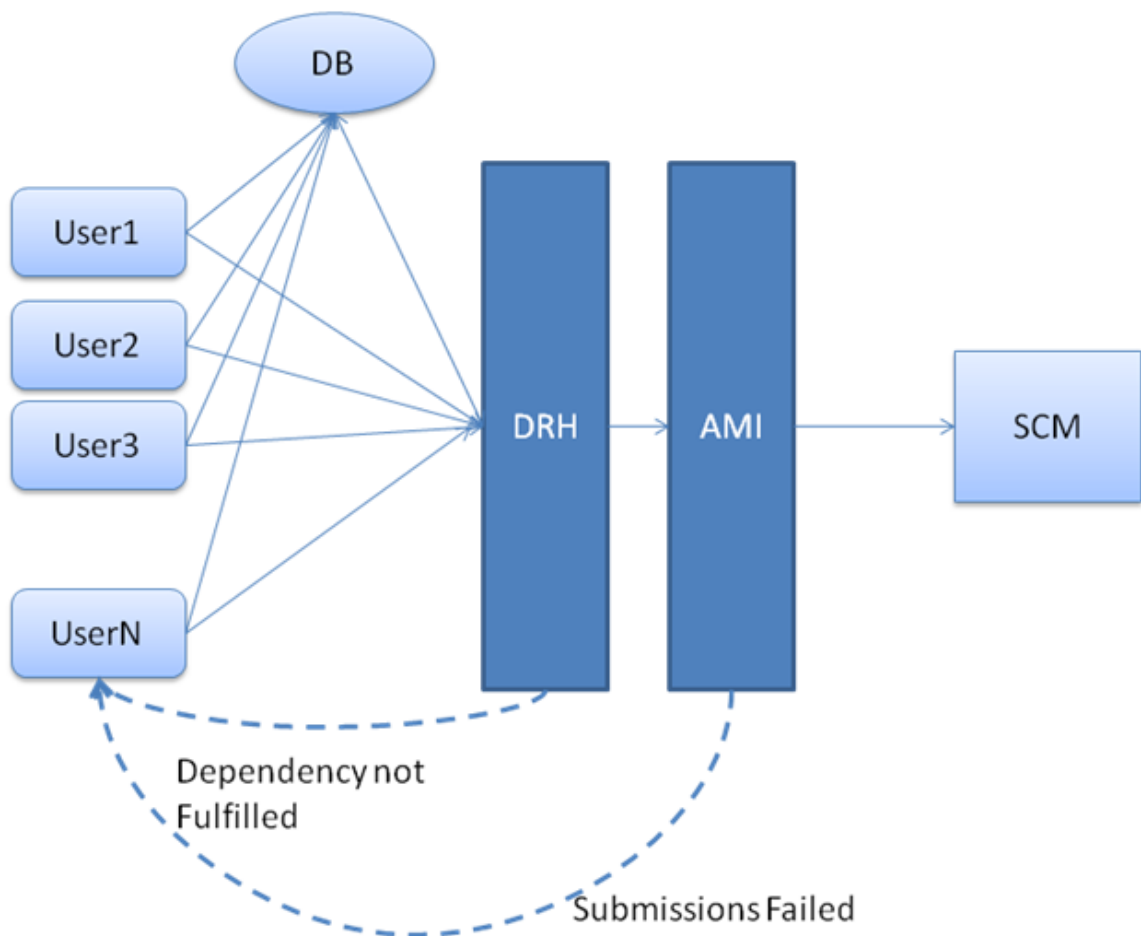 DB
User1
User2
User3
UserN
DRH
AMI
SCM
Dependency not
Fulfilled
Submissions Failed